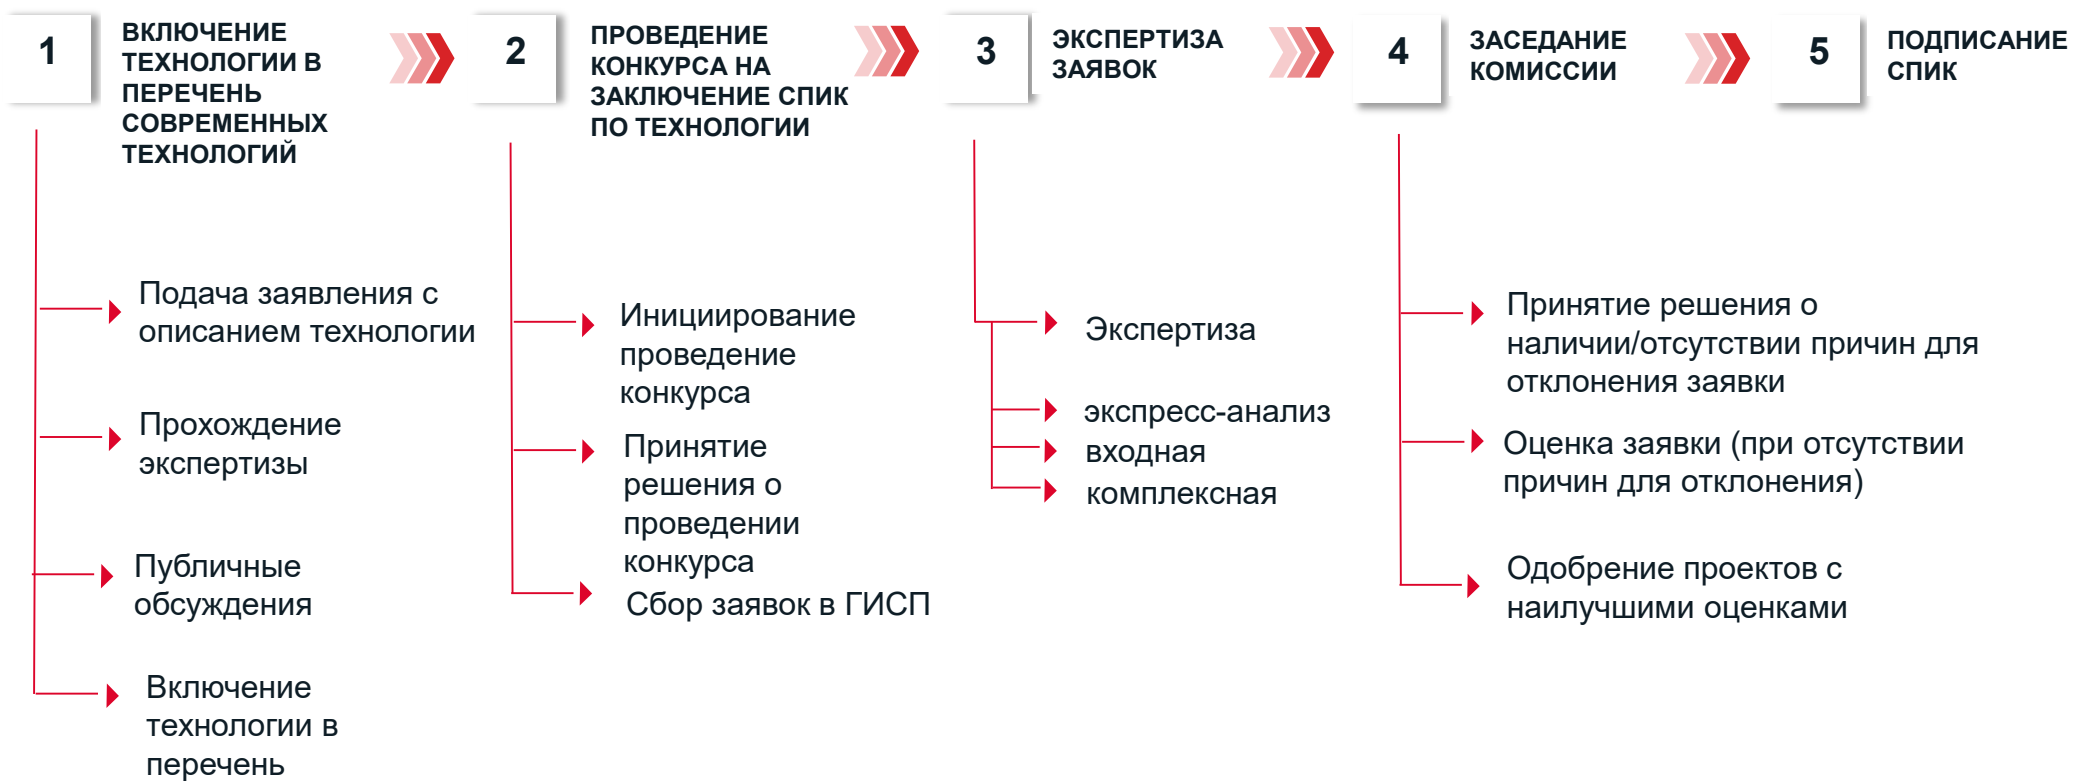 1
ВКЛЮЧЕНИЕ
ТЕХНОЛОГИИ В
ПЕРЕЧЕНЬ
СОВРЕМЕННЫХ
ТЕХНОЛОГИЙ
Подача заявления с
описанием технологии
Прохождение
экспертизы
Публичные
обсуждения
Включение
технологии в
перечень
2
ПРОВЕДЕНИЕ
КОНКУРСА НА
ЗАКЛЮЧЕНИЕ СПИК
ПО ТЕХНОЛОГИИ
Инициирование
проведение
конкурса
Принятие
решения о
проведении
конкурса
Сбор заявок в ГИСП
3
ЭКСПЕРТИЗА
ЗАЯВОК
Экспертиза
экспресс-анализ
входная
комплексная
4
ЗАСЕДАНИЕ
КОМИССИИ
Принятие решения о
наличии/отсутствии причин для
отклонения заявки
Оценка заявки (при отсутствии
причин для отклонения)
Одобрение проектов с
наилучшими оценками
5
ПОДПИСАНИЕ
СПИК